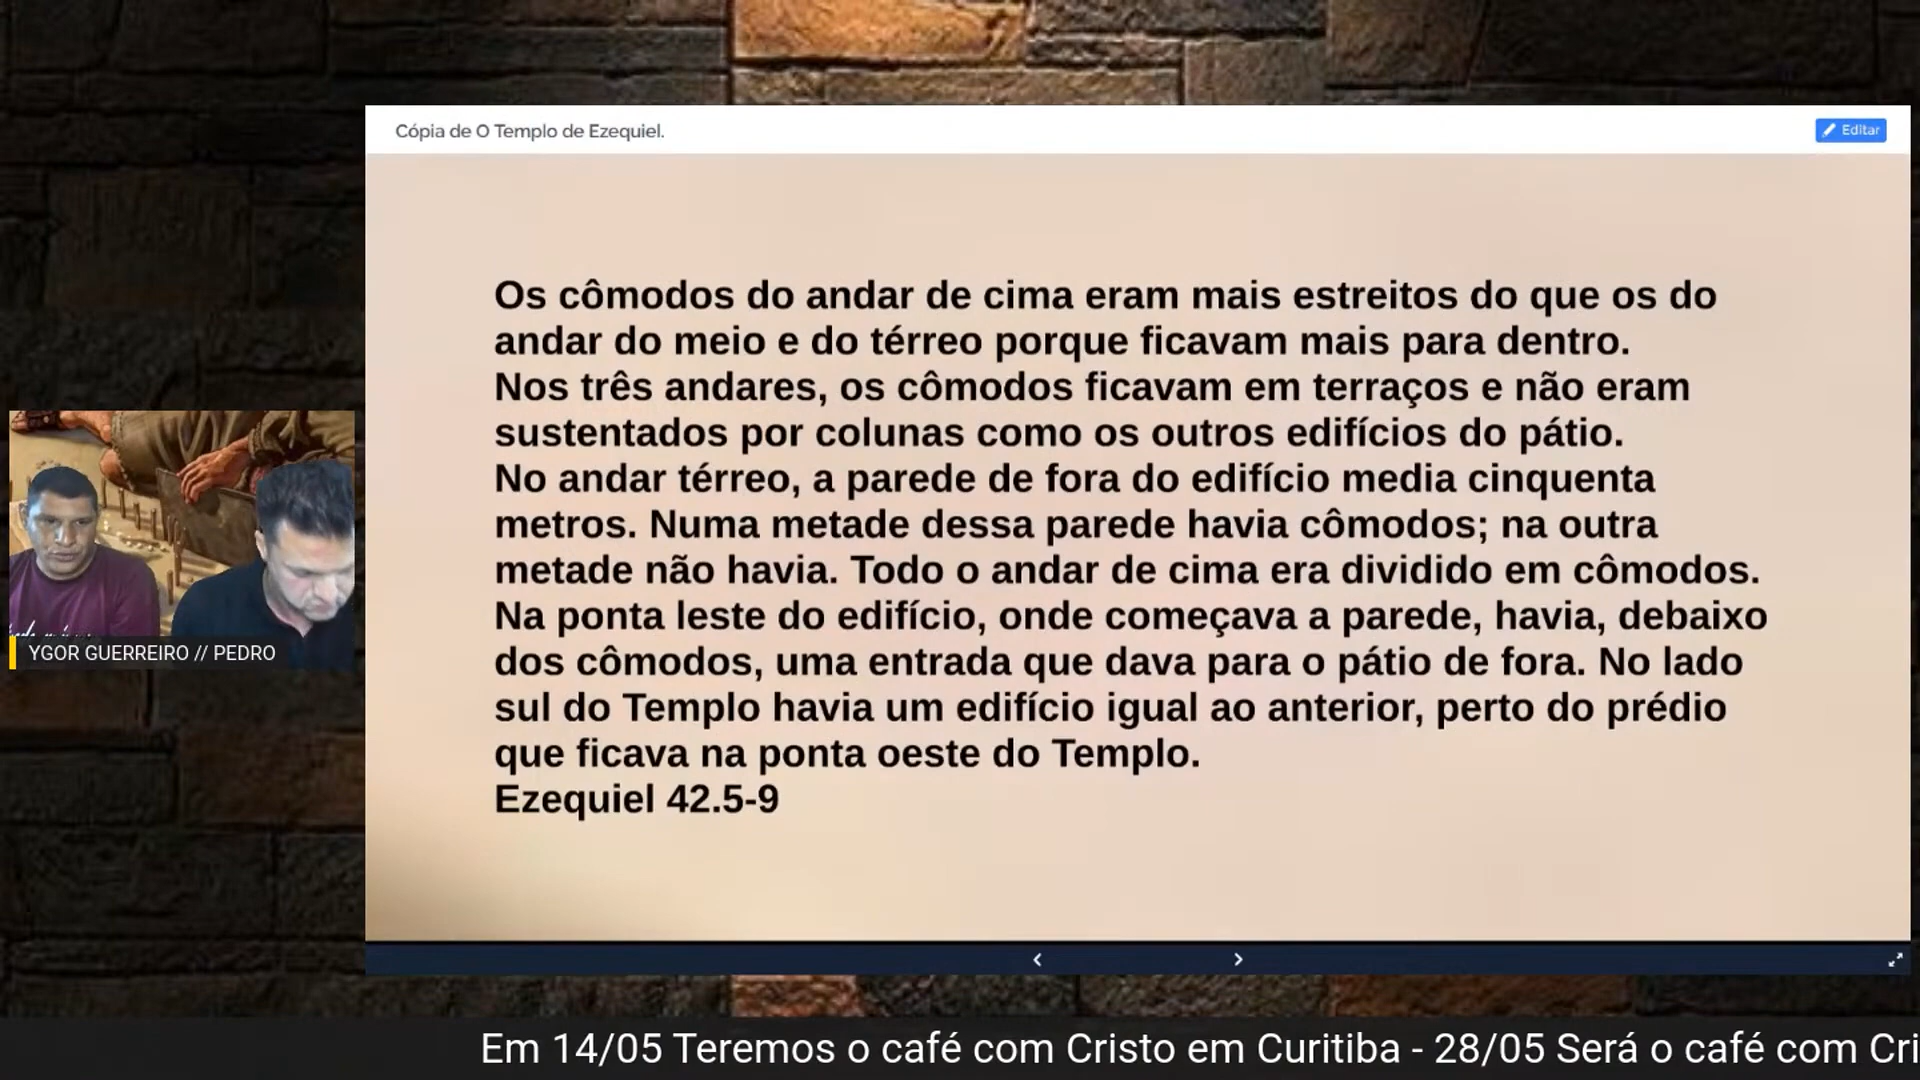 Cópia de O Templo de Ezequiel.
Editar
Os cômodos do andar de cima eram mais estreitos do que os do
andar do meio e do térreo porque ficavam mais para dentro.
Nos três andares, os cômodos ficavam em terraços e não eram
sustentados por colunas como os outros edifícios do pátio.
No andar térreo, a parede de fora do edifício media cinquenta
metros. Numa metade dessa parede havia cômodos; na outra
metade não havia. Todo o andar de cima era dividido em cômodos.
Na ponta leste do edifício, onde começava a parede, havia, debaixo
dos cômodos, uma entrada que dava para o pátio de fora. No lado
sul do Templo havia um edifício igual ao anterior, perto do prédio
que ficava na ponta oeste do Templo.
Ezequiel 42.5-9
YGOR GUERREIRO // PEDRO
Em 14/05 Teremos o café com Cristo em Curitiba - 28/05 Será o café com Cri